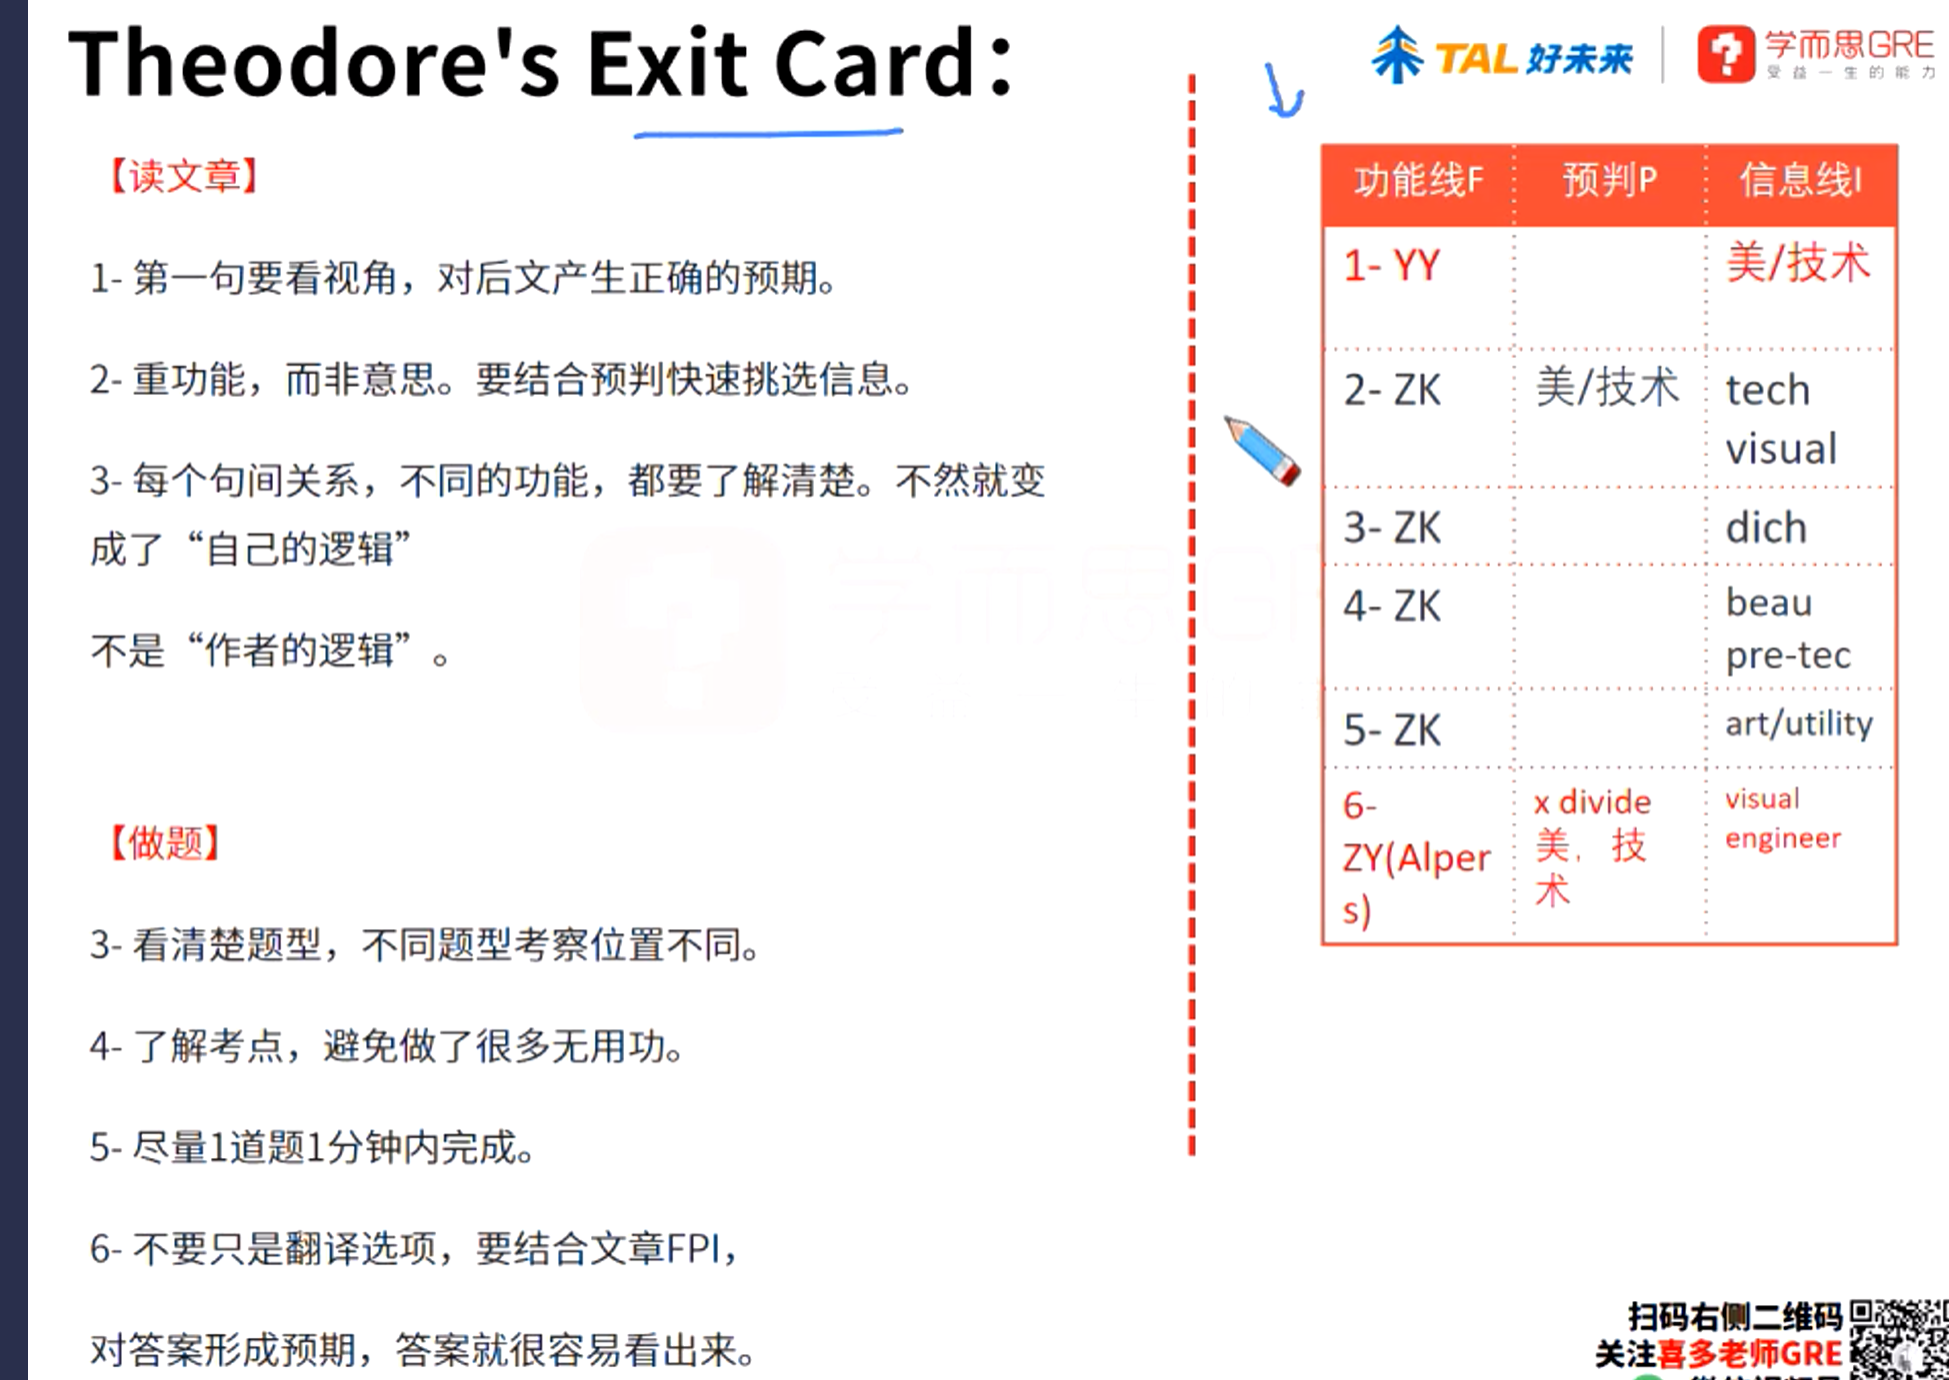 Theodore's Exit Card：
TAL 好未来
学而思GRE
受益一生的能力
【读文章】
1- 第一句要看视角，对后文产生正确的预期。
2- 重功能，而非意思。要结合预判快速挑选信息。
3- 每个句间关系，不同的功能，都要了解清楚。不然就变
成了“自己的逻辑”
不是“作者的逻辑”。
【做题】
3- 看清楚题型，不同题型考察位置不同。
4- 了解考点，避免做了很多无用功。
5- 尽量1道题1分钟内完成。
6- 不要只是翻译选项，要结合文章FPI，
对答案形成预期，答案就很容易看出来。
功能线F 预判P 信息线I
1- YY 美/技术
2- ZK 美/技术 tech
visual
3- ZK dich
4- ZK beau
pre-tec
5- ZK art/utility
6- x divide visual
ZY(Alper 美，技 engineer
s) 术
扫码右侧二维码
关注喜多老师GRE